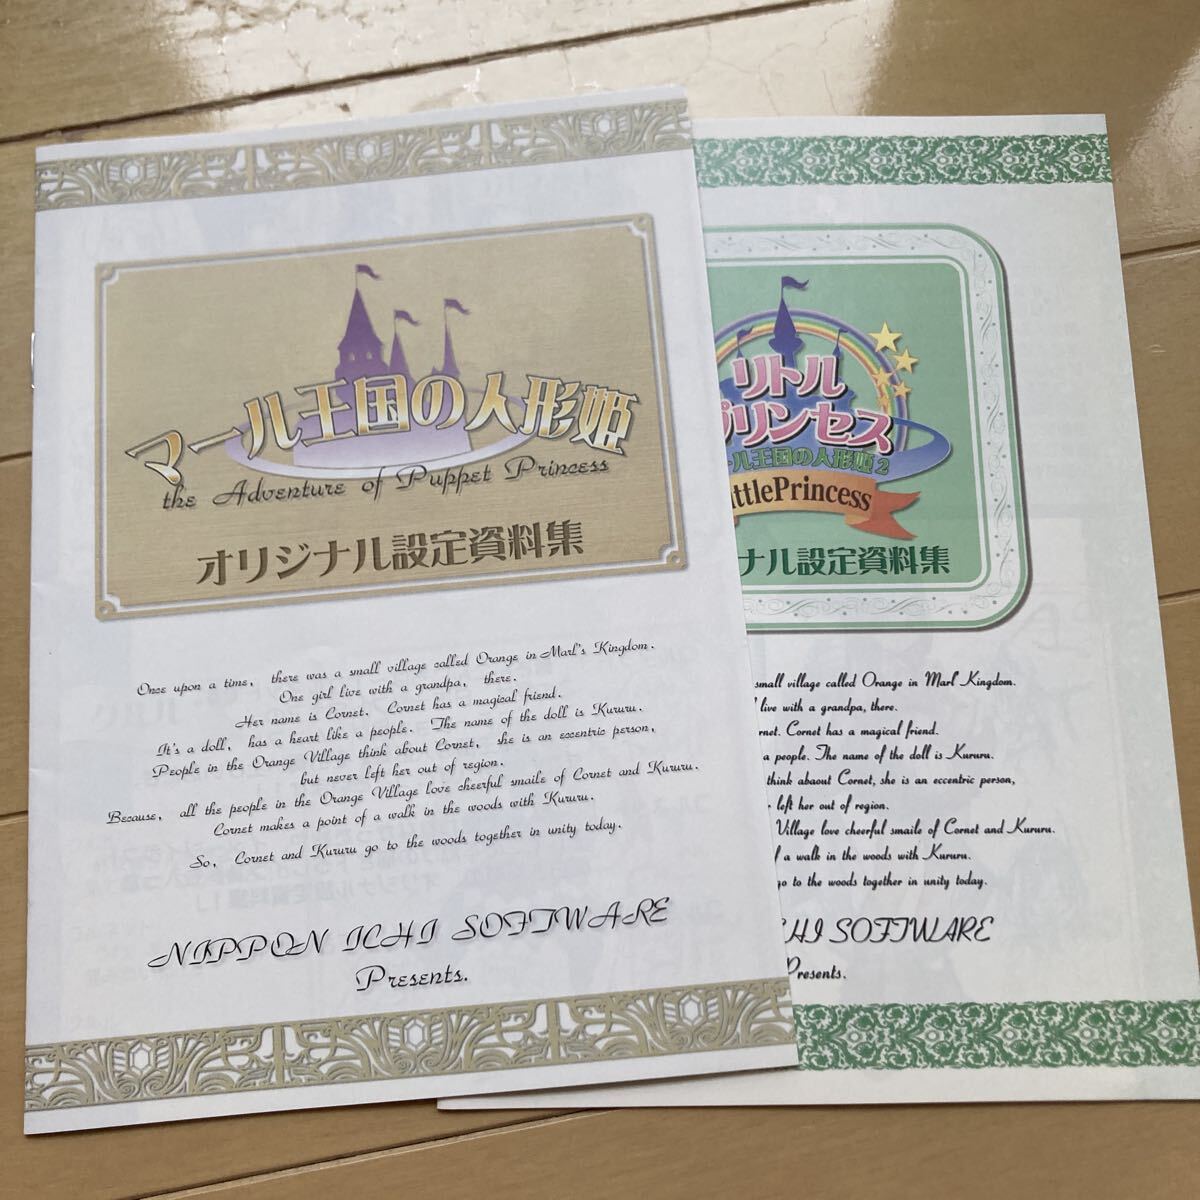 マール王国の人形姫
the Adventure of Puppet Princess
オリジナル設定資料集
Once upon a time, there was a small village called Orange in Marl's Kingdom.
One girl live with a grandpa, there.
Her name is Cornet. Cornet has a magical friend.
It's a doll, has a heart like a people. The name of the doll is Kururu.
People in the Orange Village think about Cornet, she is an eccentric person,
but never left her out of region.
Because, all the people in the Orange Village love cheerful smaile of Cornet and Kururu.
Cornet makes a point of a walk in the woods with Kururu.
So, Cornet and Kururu go to the woods together in unity today.
NIPPON ICHI SOFTWARE
Presents.
リトル
プリンセス
ール王国の人形姫2
ittlePrincess
ナル設定資料集
small village called Orange in Marl' Kingdom.
live with a grandpa, there.
rnet. Cornet has a magical friend.
a people. The name of the doll is Kururu.
think abaout Cornet, she is an eccentric person,
left her out of region.
Village love cheerful smaile of Cornet and Kururu.
a walk in the woods with Kururu.
go to the woods together in unity today.
CHI SOFTWARE
Presents.